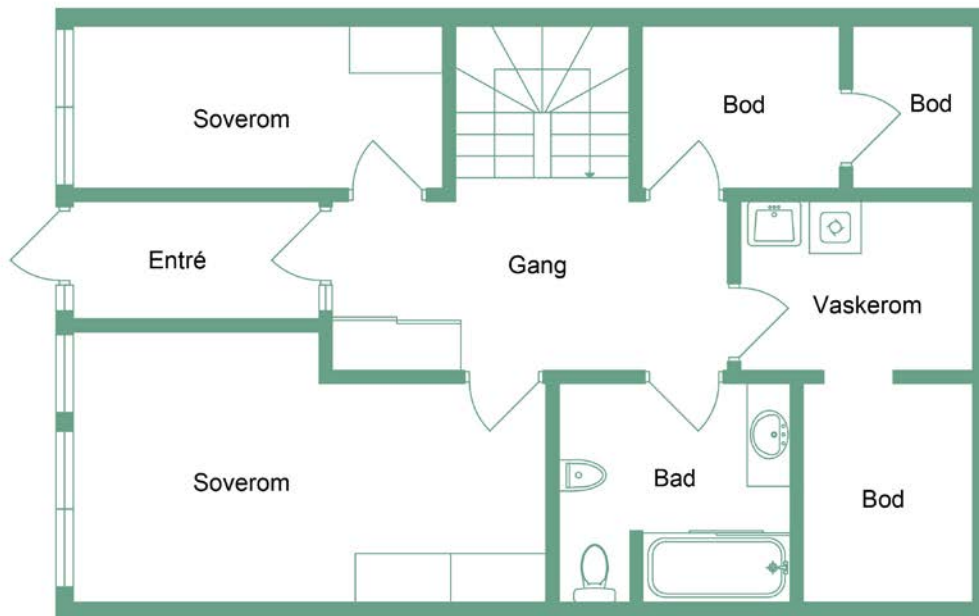 Soverom
Bod
Bod
Entré
Gang
Vaskerom
Soverom
Bad
Bod